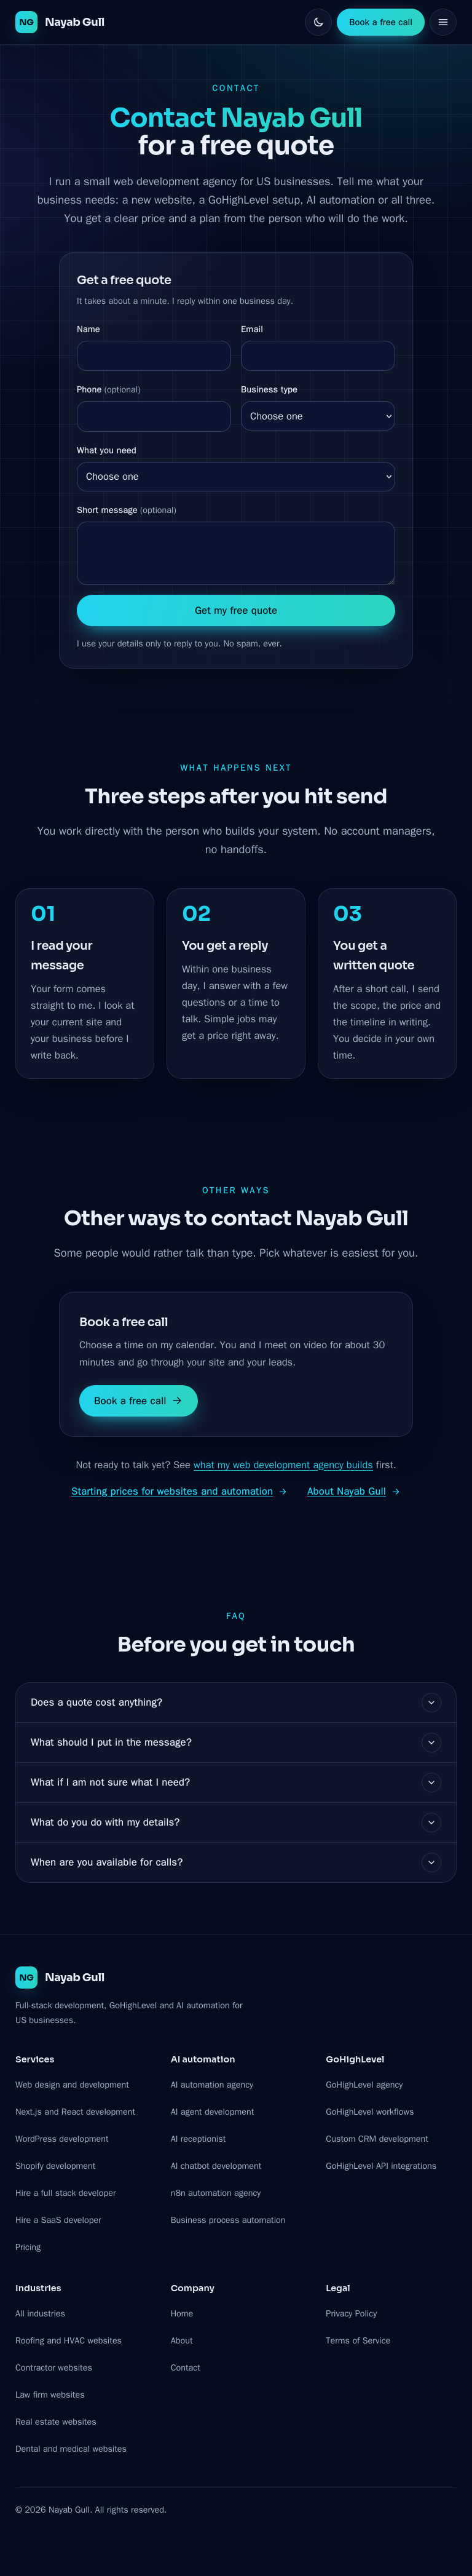 NG Nayab Gull
Book a free call
CONTACT
Contact Nayab Gull
for a free quote
I run a small web development agency for US businesses. Tell me what your
business needs: a new website, a GoHighLevel setup, AI automation or all three.
You get a clear price and a plan from the person who will do the work.
Get a free quote
It takes about a minute. I reply within one business day.
Name
Email
Phone (optional)
Business type
Choose one
What you need
Choose one
Short message (optional)
Get my free quote
I use your details only to reply to you. No spam, ever.
WHAT HAPPENS NEXT
Three steps after you hit send
You work directly with the person who builds your system. No account managers,
no handoffs.
01
I read your
message
Your form comes
straight to me. I look at
your current site and
your business before I
write back.
02
You get a reply
Within one business
day, I answer with a few
questions or a time to
talk. Simple jobs may
get a price right away.
03
You get a
written quote
After a short call, I send
the scope, the price and
the timeline in writing.
You decide in your own
time.
OTHER WAYS
Other ways to contact Nayab Gull
Some people would rather talk than type. Pick whatever is easiest for you.
Book a free call
Choose a time on my calendar. You and I meet on video for about 30
minutes and go through your site and your leads.
Book a free call →
Not ready to talk yet? See what my web development agency builds first.
Starting prices for websites and automation → About Nayab Gull →
FAQ
Before you get in touch
Does a quote cost anything?
What should I put in the message?
What if I am not sure what I need?
What do you do with my details?
When are you available for calls?
NG Nayab Gull
Full-stack development, GoHighLevel and AI automation for
US businesses.
Services
Web design and development
Next.js and React development
WordPress development
Shopify development
Hire a full stack developer
Hire a SaaS developer
Pricing
AI automation
AI automation agency
AI agent development
AI receptionist
AI chatbot development
n8n automation agency
Business process automation
GoHighLevel
GoHighLevel agency
GoHighLevel workflows
Custom CRM development
GoHighLevel API integrations
Industries
All industries
Roofing and HVAC websites
Contractor websites
Law firm websites
Real estate websites
Dental and medical websites
Company
Home
About
Contact
Legal
Privacy Policy
Terms of Service
© 2026 Nayab Gull. All rights reserved.